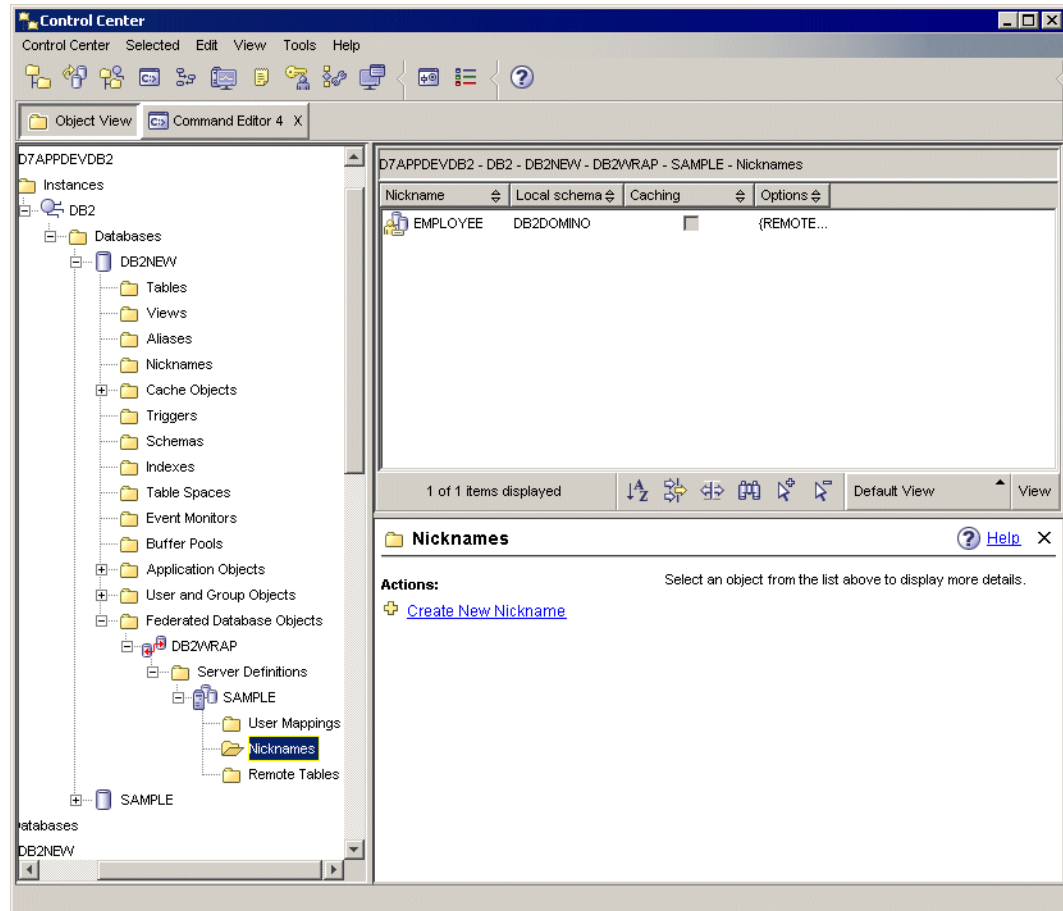 Control Center
Control Center Selected Edit View Tools Help
Object View Command Editor 4 X
D7APPDEVDB2
Instances
DB2
Databases
DB2NEW
Tables
Views
Aliases
Nicknames
Cache Objects
Triggers
Schemas
Indexes
Table Spaces
Event Monitors
Buffer Pools
Application Objects
User and Group Objects
Federated Database Objects
DB2WRAP
Server Definitions
SAMPLE
User Mappings
Nicknames
Remote Tables
SAMPLE
atabases
DB2NEW
D7APPDEVDB2 - DB2 - DB2NEW - DB2WRAP - SAMPLE - Nicknames
Nickname Local schema Caching Options
EMPLOYEE DB2DOMINO {REMOTE...
1 of 1 items displayed Default View View
Nicknames Help X
Actions: Select an object from the list above to display more details.
Create New Nickname